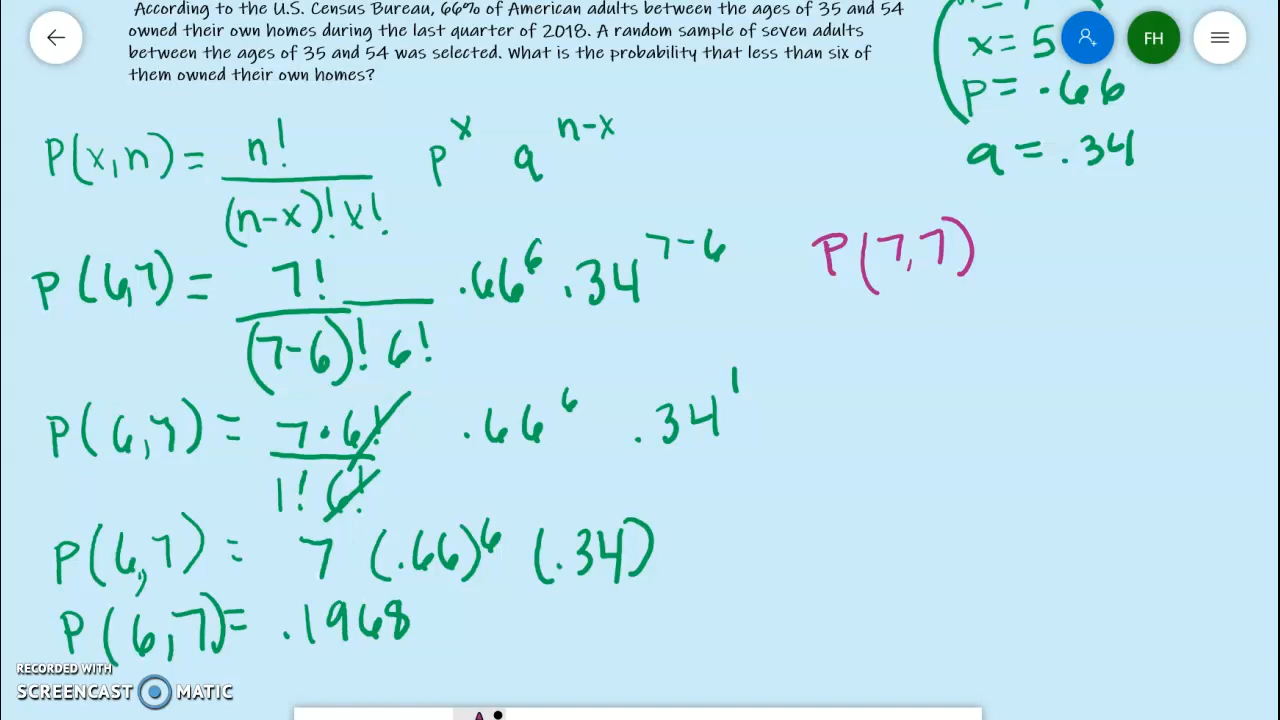 According to the U.S. Census Bureau, 66% of American adults between the ages of 35 and 54
owned their own homes during the last quarter of 2018. A random sample of seven adults
between the ages of 35 and 54 was selected. What is the probability that less than six of
them owned their own homes?
x = 5
p = .66
q = .34
FH
P(x,n) = n! / (n-x)! x! p^x q^(n-x)
P(6,7) = 7! / (7-6)! 6! .66^6 .34^(7-6)
P(7,7)
P(6,7) = 7·6! / 1! 6! .66^6 .34^1
P(6,7) = 7 (.66)^6 (.34)
P(6,7) = .1968
RECORDED WITH
SCREENCAST MATIC